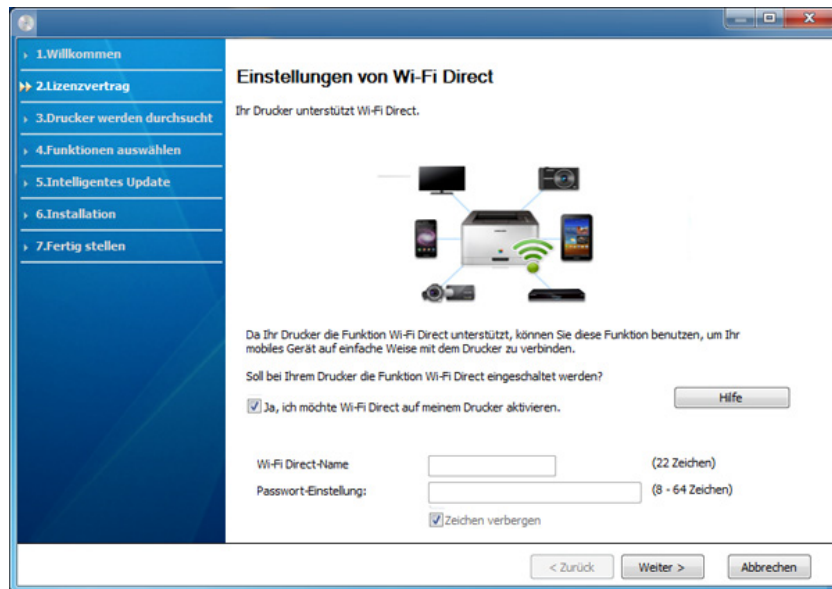 1.Willkommen
2.Lizenzvertrag
3.Drucker werden durchsucht
4.Funktionen auswählen
5.Intelligentes Update
6.Installation
7.Fertig stellen
Einstellungen von Wi-Fi Direct
Ihr Drucker unterstützt Wi-Fi Direct.
Da Ihr Drucker die Funktion Wi-Fi Direct unterstützt, können Sie diese Funktion benutzen, um Ihr
mobiles Gerät auf einfache Weise mit dem Drucker zu verbinden.
Soll bei Ihrem Drucker die Funktion Wi-Fi Direct eingeschaltet werden?
Ja, ich möchte Wi-Fi Direct auf meinem Drucker aktivieren.
Hilfe
Wi-Fi Direct-Name (22 Zeichen)
Passwort-Einstellung: (8 - 64 Zeichen)
Zeichen verbergen
< Zurück Weiter > Abbrechen